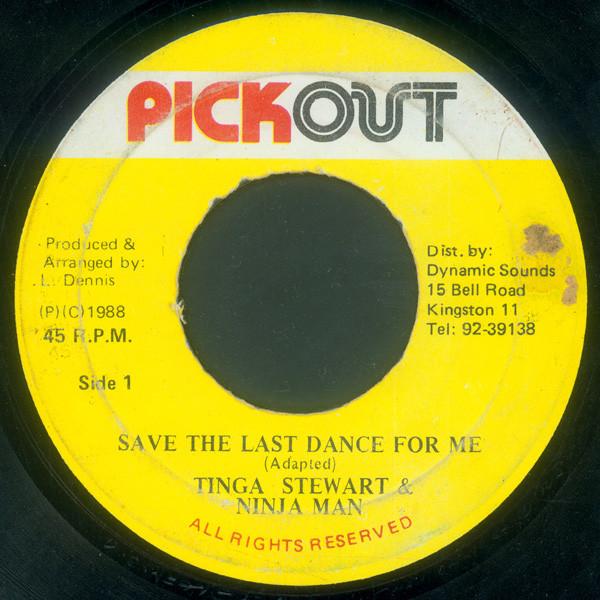 PICKOUT
Produced &
Arranged by:
L. Dennis
(P)(C)1988
45 R.P.M.
Side 1
Dist. by:
Dynamic Sounds
15 Bell Road
Kingston 11
Tel: 92-39138
SAVE THE LAST DANCE FOR ME
(Adapted)
TINGA STEWART &
NINJA MAN
ALL RIGHTS RESERVED